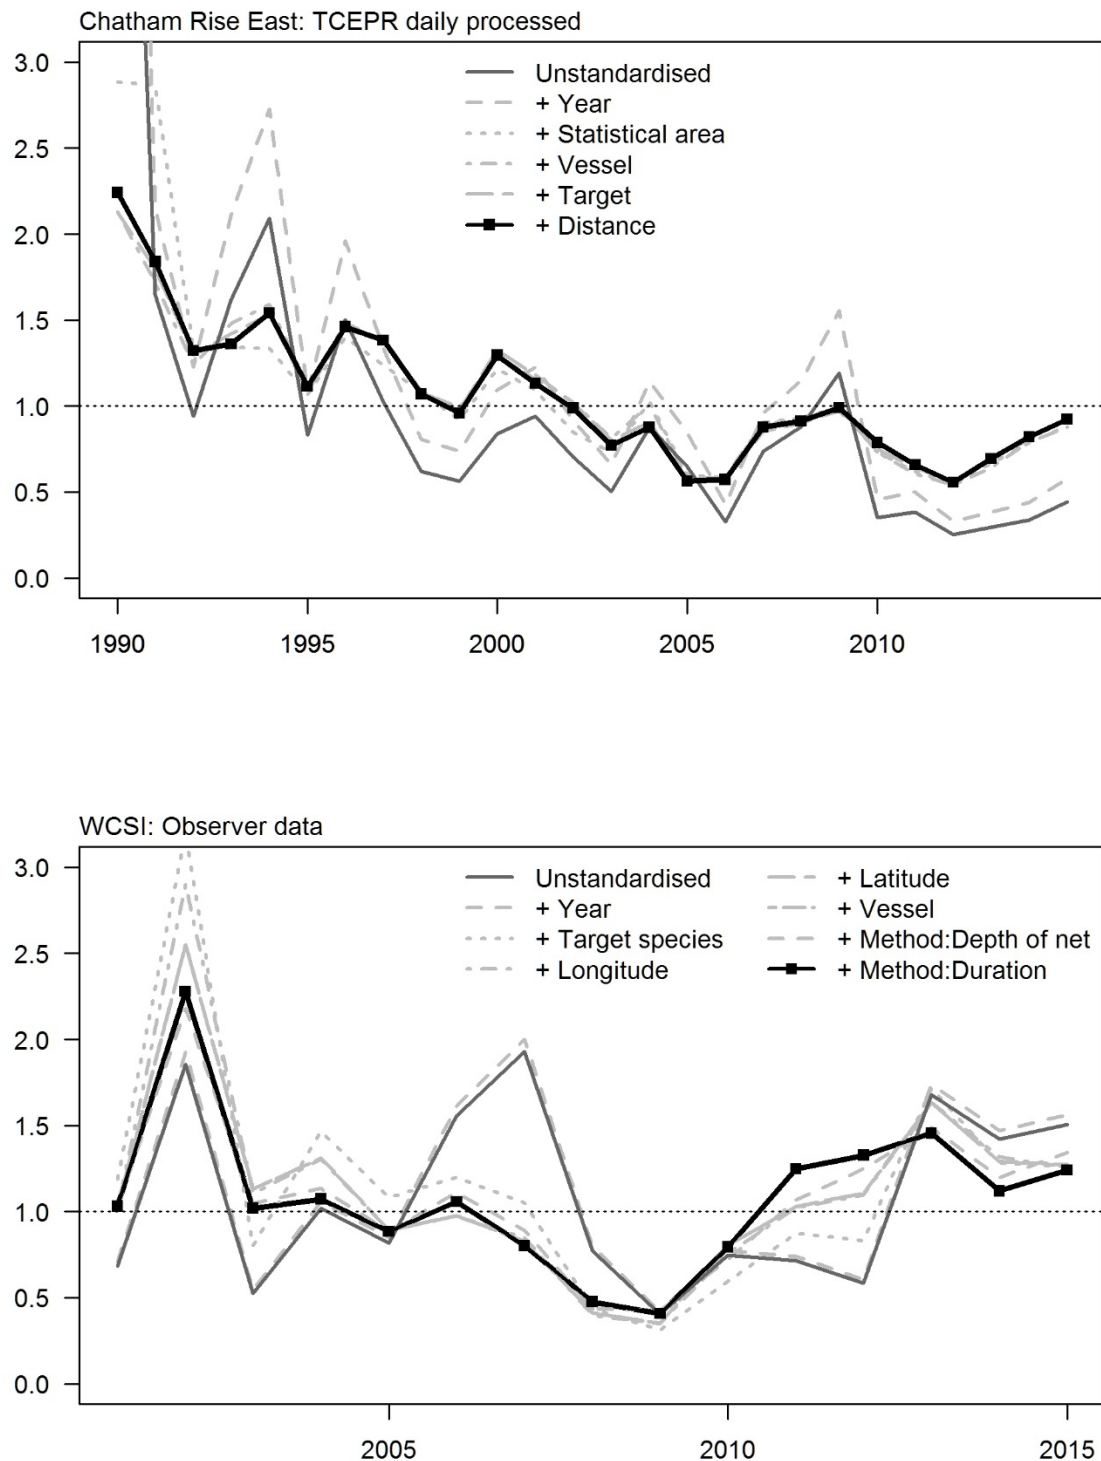 Chatham Rise East: TCEPR daily processed
3.0
2.5
2.0
1.5
1.0
0.5
0.0
Unstandardised
+ Year
+ Statistical area
+ Vessel
+ Target
+ Distance
1990 1995 2000 2005 2010
WCSI: Observer data
3.0
2.5
2.0
1.5
1.0
0.5
0.0
Unstandardised
+ Year
+ Target species
+ Longitude
+ Latitude
+ Vessel
+ Method:Depth of net
+ Method:Duration
2005 2010 2015